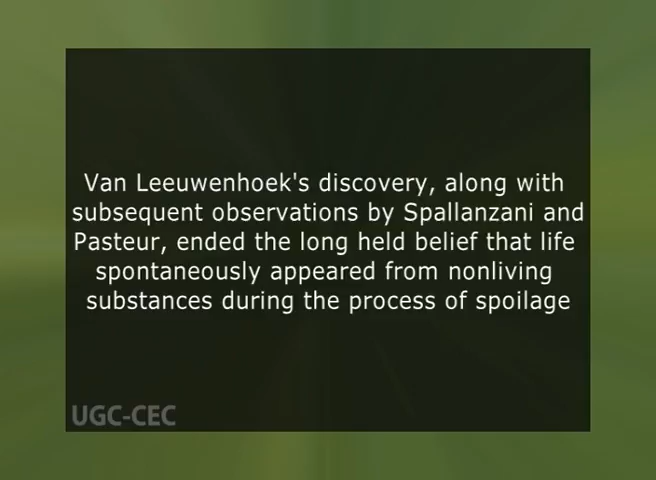 Van Leeuwenhoek's discovery, along with
subsequent observations by Spallanzani and
Pasteur, ended the long held belief that life
spontaneously appeared from nonliving
substances during the process of spoilage
UGC-CEC